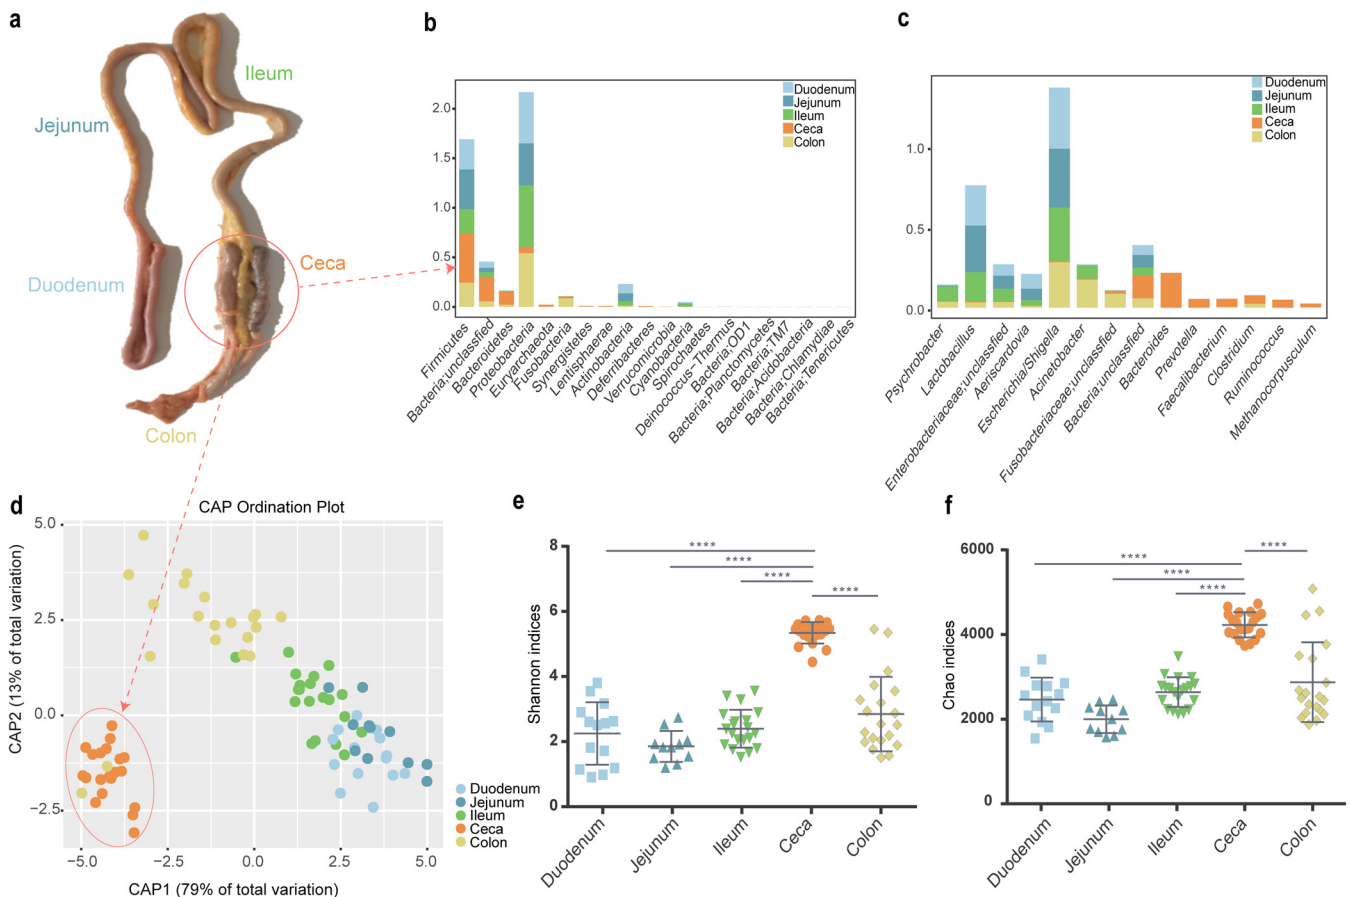 a
Ileum
Jejunum
Duodenum
Ceca
Colon
b
2.0
1.5
1.0
0.5
0.0
Duodenum
Jejunum
Ileum
Ceca
Colon
Firmicutes
Bacteria;unclassified
Bacteroidetes
Proteobacteria
Euryarchaeota
Fusobacteria
Synergistetes
Lentisphaerae
Actinobacteria
Deferribacteres
Verrucomicrobia
Cyanobacteria
Spirochaetes
Deinococcus-Thermus
Bacteria;OD1
Bacteria;Planctomycetes
Bacteria;TM7
Bacteria;Acidobacteria
Bacteria;Chlamydiae
Bacteria;Tenericutes
c
1.0
0.5
0.0
Duodenum
Jejunum
Ileum
Ceca
Colon
Psychrobacter
Lactobacillus
Enterobacteriaceae;unclassified
Aeriscardovia
Escherichia/Shigella
Acinetobacter
Fusobacteriaceae;unclassified
Bacteria;unclassified
Bacteroides
Prevotella
Faecalibacterium
Clostridium
Ruminococcus
Methanocorpusculum
d
CAP Ordination Plot
CAP2 (13% of total variation)
5.0
2.5
0.0
−2.5
−5.0
−2.5
0.0
2.5
5.0
CAP1 (79% of total variation)
Duodenum
Jejunum
Ileum
Ceca
Colon
e
Shannon indices
8
6
4
2
0
****
****
****
****
Duodenum
Jejunum
Ileum
Ceca
Colon
f
Chao indices
6000
4000
2000
0
****
****
****
****
Duodenum
Jejunum
Ileum
Ceca
Colon